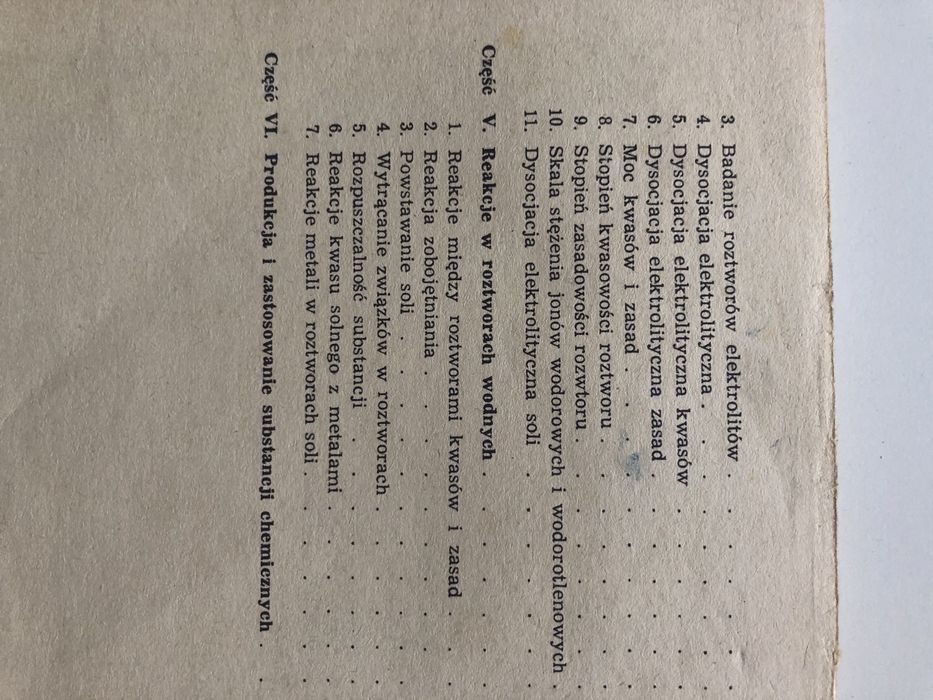 3. Badanie roztworów elektrolitów . . . . . . .
4. Dysocjacja elektrolityczna . . . . . . . .
5. Dysocjacja elektrolityczna kwasów . . . . . .
6. Dysocjacja elektrolityczna zasad . . . . . . .
7. Moc kwasów i zasad . . . . . . . . .
8. Stopień kwasowości roztworu . . . . . . . .
9. Stopień zasadowości rozwtoru . . . . . . . .
10. Skala stężenia jonów wodorowych i wodorotlenowych .
11. Dysocjacja elektrolityczna soli . . . . . . .
Część V. Reakcje w roztworach wodnych . . . . . . .
1. Reakcje między roztworami kwasów i zasad . . .
2. Reakcja zobojętniania . . . . . . . . .
3. Powstawanie soli . . . . . . . . . .
4. Wytrącanie związków w roztworach . . . . . .
5. Rozpuszczalność substancji . . . . . . . .
6. Reakcje kwasu solnego z metalami . . . . . .
7. Reakcje metali w roztworach soli . . . . . . .
Część VI. Produkcja i zastosowanie substancji chemicznych . .